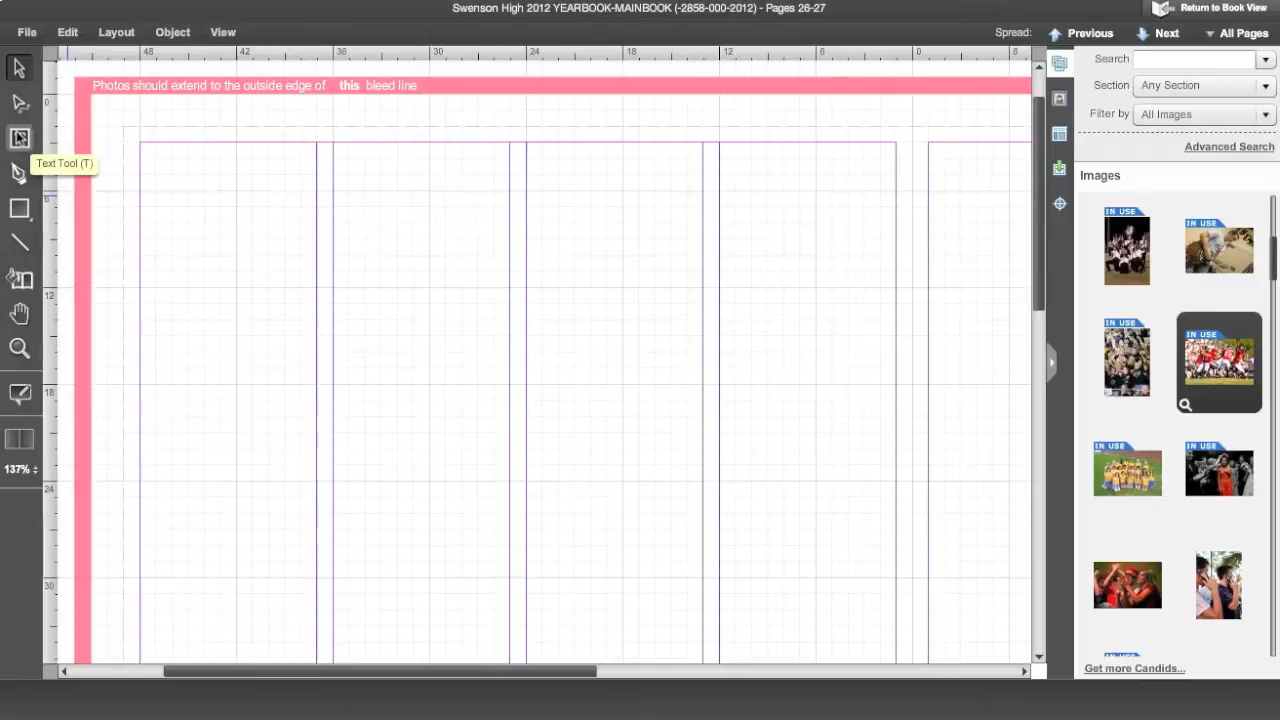 Swenson High 2012 YEARBOOK-MAINBOOK (-2858-000-2012) - Pages 26-27
Return to Book View
File Edit Layout Object View
Spread: Previous Next All Pages
48 42 36 30 24 18 12 6 0 6
Search
Photos should extend to the outside edge of this bleed line
Section Any Section
0
Filter by All Images
Advanced Search
Text Tool (T)
Images
6
IN USE
IN USE
12
IN USE
IN USE
18
IN USE
IN USE
137%
24
30
Get more Candids...